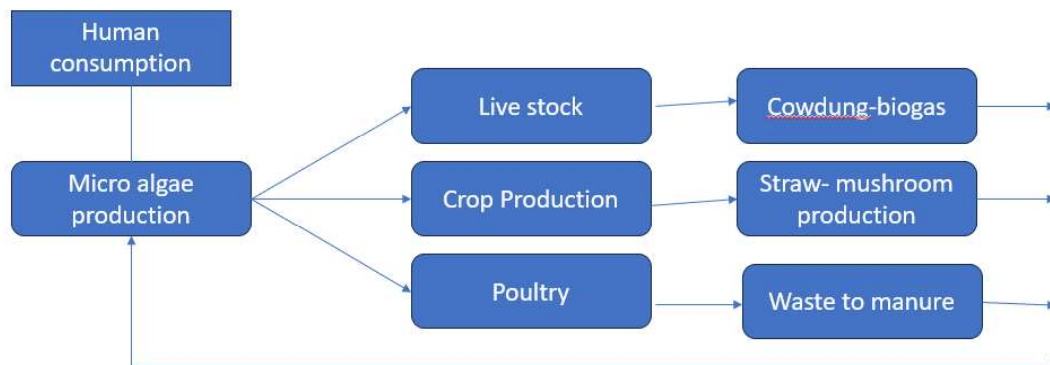 Human
consumption
Live stock
Cowdung-biogas
Micro algae
production
Crop Production
Straw- mushroom
production
Poultry
Waste to manure